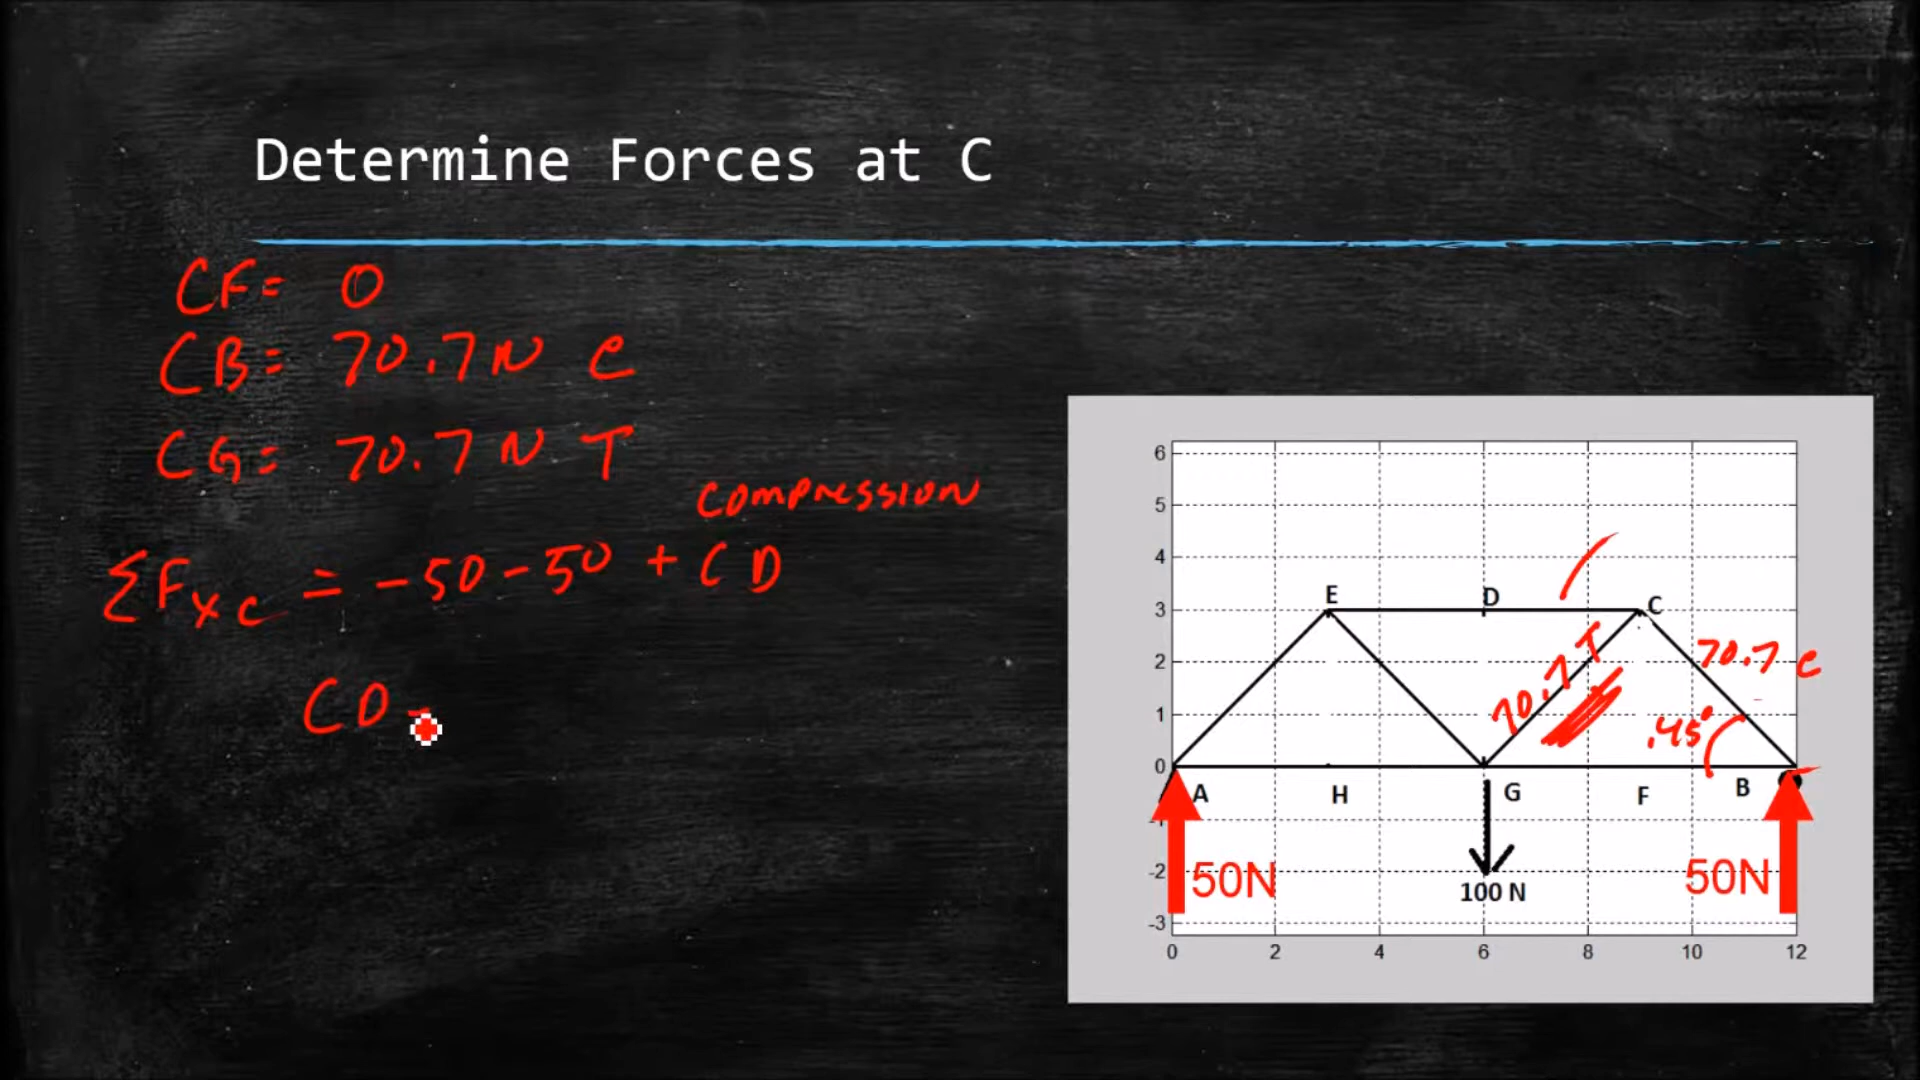 Determine Forces at C
CF= 0
CB= 70.7N C
CG= 70.7N T
compression
ΣFxc = -50-50 + CD
CD -
6
5
4
E D C
3
2
70.7 T
70.7 C
1
.45°
0
A H G F B
-1
-2
50N
100 N
50N
-3
0 2 4 6 8 10 12